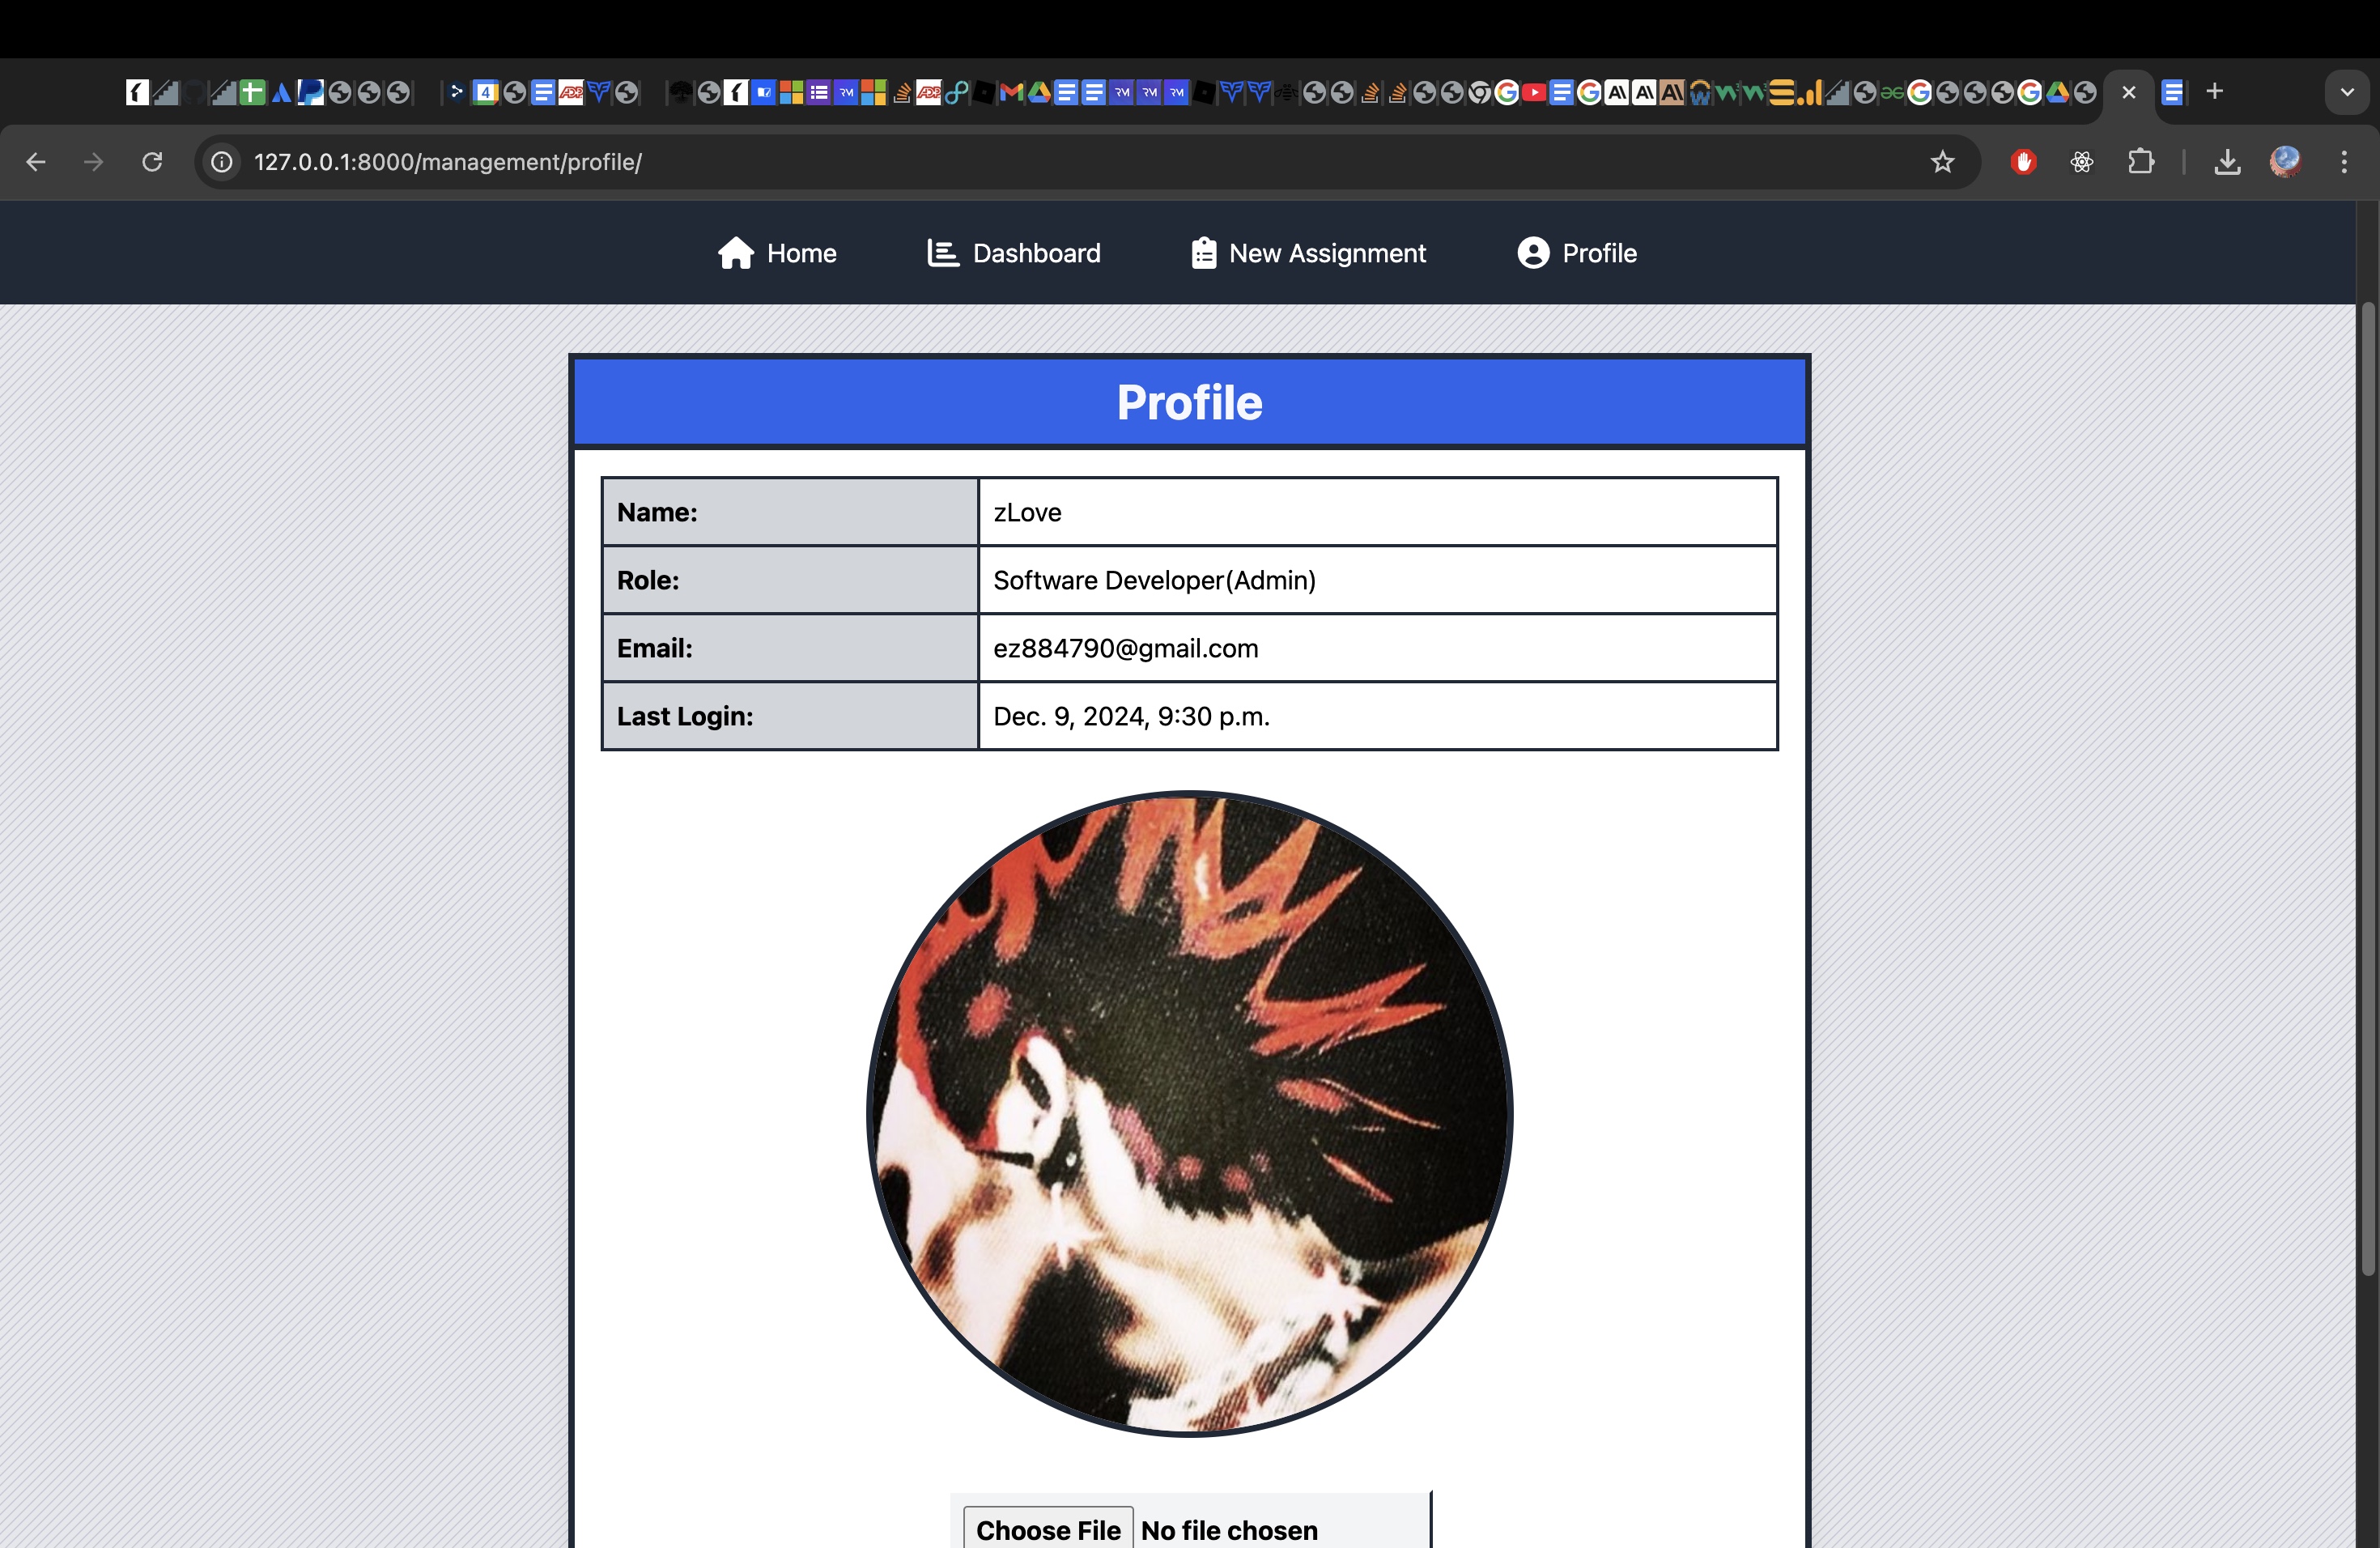 127.0.0.1:8000/management/profile/
Home Dashboard New Assignment Profile
Profile
Name: zLove
Role: Software Developer(Admin)
Email: ez884790@gmail.com
Last Login: Dec. 9, 2024, 9:30 p.m.
Choose File No file chosen